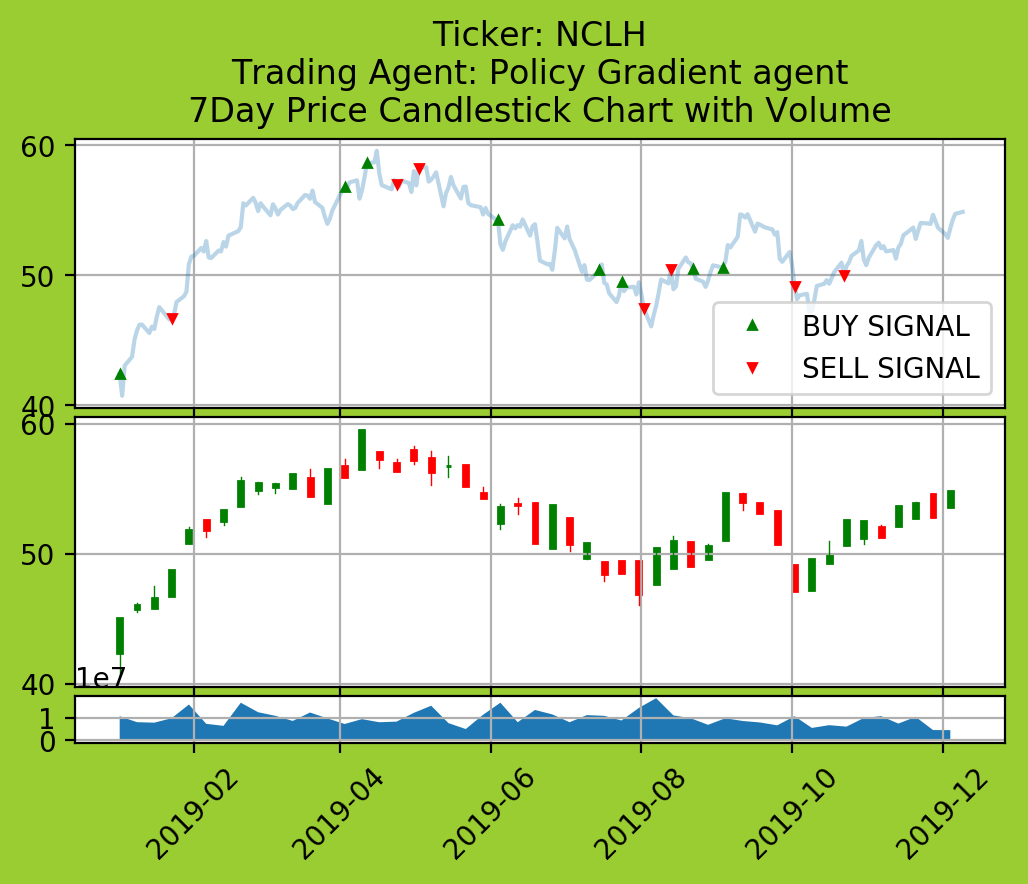 Ticker: NCLH
Trading Agent: Policy Gradient agent
7Day Price Candlestick Chart with Volume
60
50
40
BUY SIGNAL
SELL SIGNAL
60
50
40
1e7
1
0
2019-02
2019-04
2019-06
2019-08
2019-10
2019-12